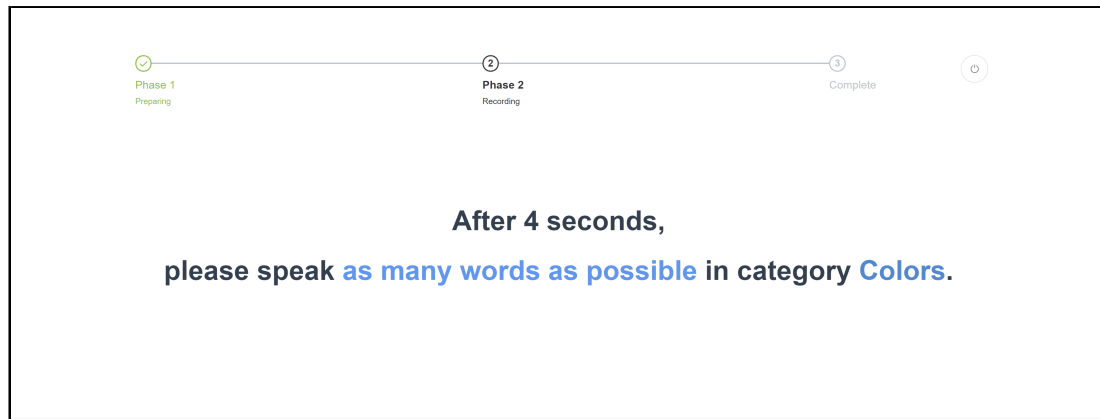 2
3
Phase 1
Phase 2
Complete
Preparing
Recording
After 4 seconds,
please speak as many words as possible in category Colors.